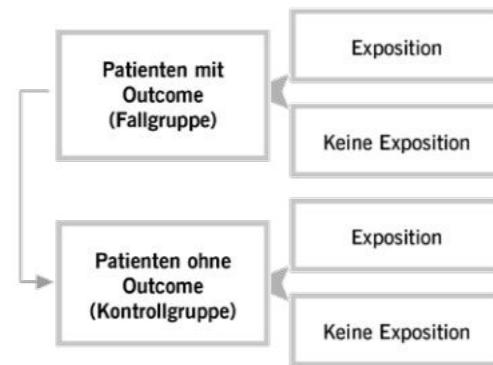 Exposition
Patienten mit
Outcome
(Fallgruppe)
Keine Exposition
Exposition
Patienten ohne
Outcome
(Kontrollgruppe)
Keine Exposition